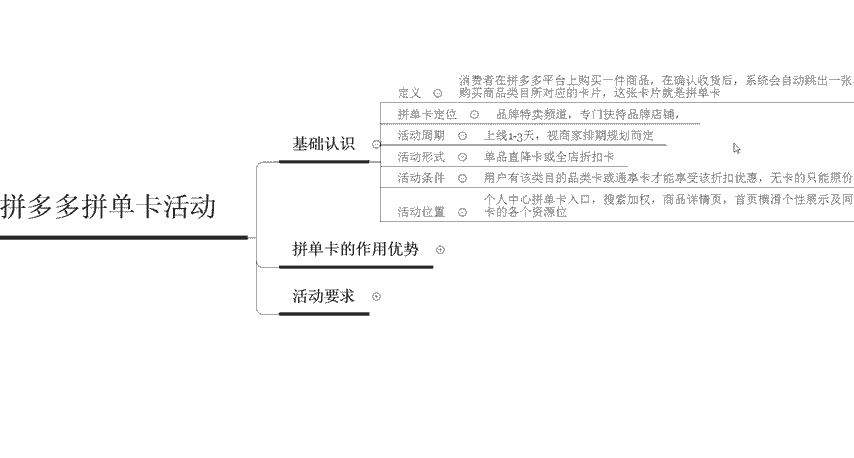 消费者在拼多多平台上购买一件商品，在确认收货后，系统会自动跳出一张
定义
购买商品类目所对应的卡片，这张卡片就是拼单卡
拼单卡定位
品牌特卖频道，专门扶持品牌店铺，
基础认识
活动周期
上线1-3天，视商家排期规划而定
活动形式
单品直降卡或全店折扣卡
活动条件
用户有该类目的品类卡或通享卡才能享受该折扣优惠，无卡的只能原价
活动位置
个人中心拼单卡入口，搜索加权，商品详情页，首页横滑个性展示及阿
卡的各个资源位
拼多多拼单卡活动
拼单卡的作用优势
活动要求